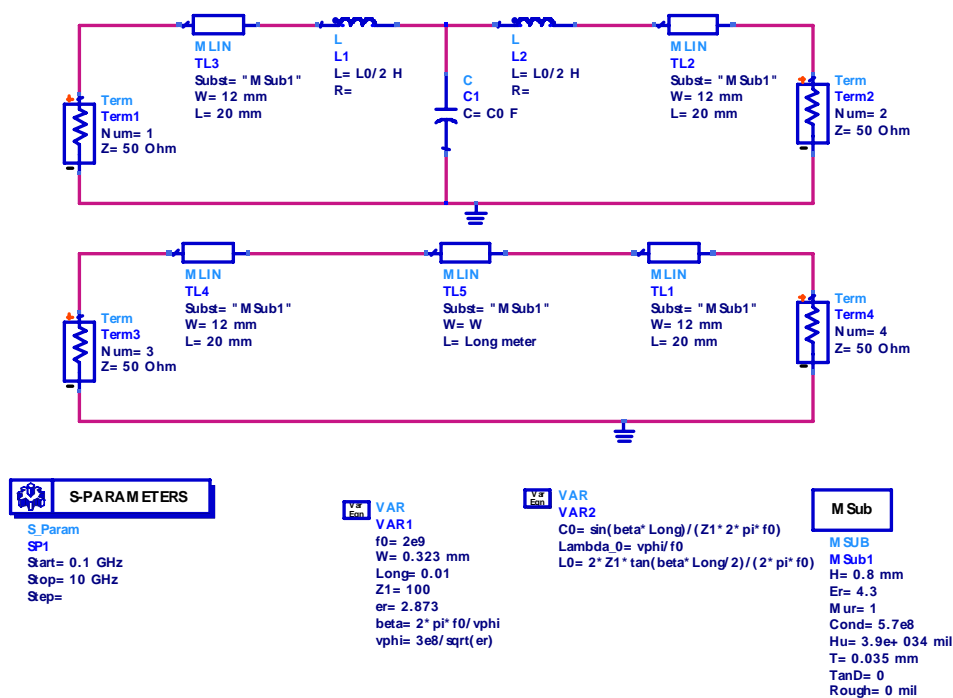 MLIN
TL3
Subst= "MSub1"
W= 12 mm
L= 20 mm
L
L1
L= L0/2 H
R=
C
C1
C= C0 F
L
L2
L= L0/2 H
R=
MLIN
TL2
Subst= "MSub1"
W= 12 mm
L= 20 mm
Term
Term1
Num= 1
Z= 50 Ohm
Term
Term2
Num= 2
Z= 50 Ohm
MLIN
TL4
Subst= "MSub1"
W= 12 mm
L= 20 mm
MLIN
TL5
Subst= "MSub1"
W= W
L= Long meter
MLIN
TL1
Subst= "MSub1"
W= 12 mm
L= 20 mm
Term
Term3
Num= 3
Z= 50 Ohm
Term
Term4
Num= 4
Z= 50 Ohm
S-PARAMETERS
S_Param
SP1
Start= 0.1 GHz
Stop= 10 GHz
Step=
Var
Eqn
VAR
VAR1
f0= 2e9
W= 0.323 mm
Long= 0.01
Z1= 100
er= 2.873
beta= 2* pi* f0/vphi
vphi= 3e8/sqrt(er)
Var
Eqn
VAR
VAR2
C0= sin(beta* Long)/(Z1* 2* pi* f0)
Lambda_0= vphi/f0
L0= 2* Z1* tan(beta* Long/2)/(2* pi* f0)
MSub
MSUB
MSub1
H= 0.8 mm
Er= 4.3
Mur= 1
Cond= 5.7e8
Hu= 3.9e+ 034 mil
T= 0.035 mm
TanD= 0
Rough= 0 mil